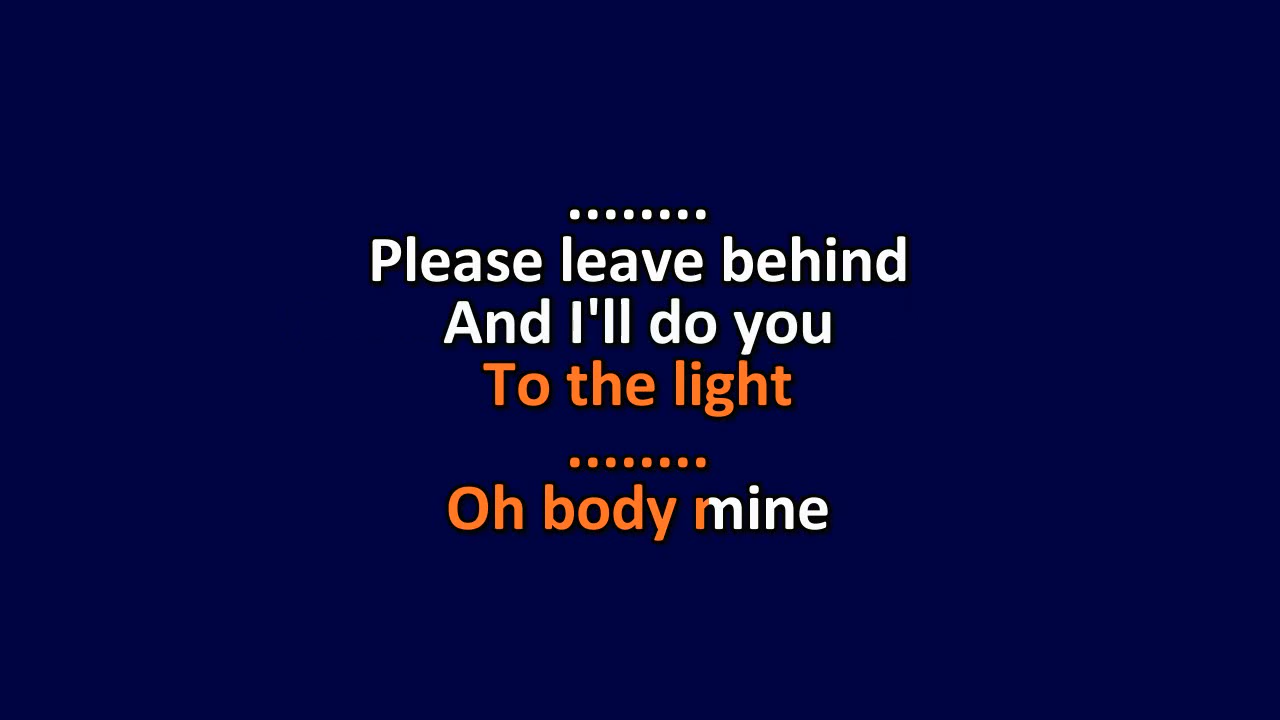 ........
Please leave behind
And I'll do you
To the light
........
Oh body mine